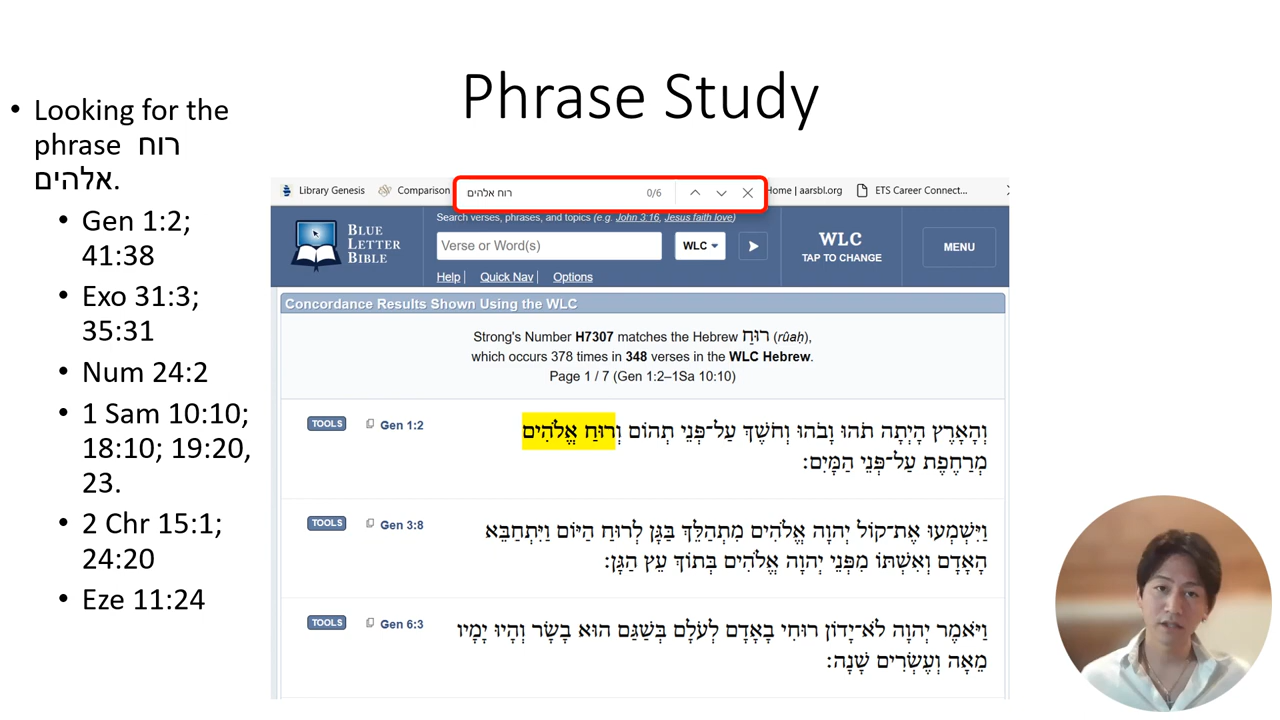 Phrase Study
• Looking for the
phrase רוח
אלהים.
• Gen 1:2;
41:38
• Exo 31:3;
35:31
• Num 24:2
• 1 Sam 10:10;
18:10; 19:20,
23.
• 2 Chr 15:1;
24:20
• Eze 11:24
Library Genesis Comparison רוח אלהים 0/6 Home | aarsbl.org ETS Career Connect...
Search verses, phrases, and topics (e.g. John 3:16, Jesus faith love)
BLUE
LETTER
BIBLE
Verse or Word(s) WLC
WLC
TAP TO CHANGE
MENU
Help | Quick Nav | Options
Concordance Results Shown Using the WLC
Strong's Number H7307 matches the Hebrew רוּחַ (rûaḥ),
which occurs 378 times in 348 verses in the WLC Hebrew.
Page 1 / 7 (Gen 1:2–1Sa 10:10)
TOOLS Gen 1:2
וְהָאָרֶץ הָיְתָה תֹהוּ וָבֹהוּ וְחֹשֶׁךְ עַל־פְּנֵי תְהוֹם וְרוּחַ אֱלֹהִים
מְרַחֶפֶת עַל־פְּנֵי הַמָּיִם׃
TOOLS Gen 3:8
וַיִּשְׁמְעוּ אֶת־קוֹל יְהוָה אֱלֹהִים מִתְהַלֵּךְ בַּגָּן לְרוּחַ הַיּוֹם וַיִּתְחַבֵּא
הָאָדָם וְאִשְׁתּוֹ מִפְּנֵי יְהוָה אֱלֹהִים בְּתוֹךְ עֵץ הַגָּן׃
TOOLS Gen 6:3
וַיֹּאמֶר יְהוָה לֹא־יָדוֹן רוּחִי בָאָדָם לְעֹלָם בְּשַׁגַּם הוּא בָשָׂר וְהָיוּ יָמָיו
מֵאָה וְעֶשְׂרִים שָׁנָה׃